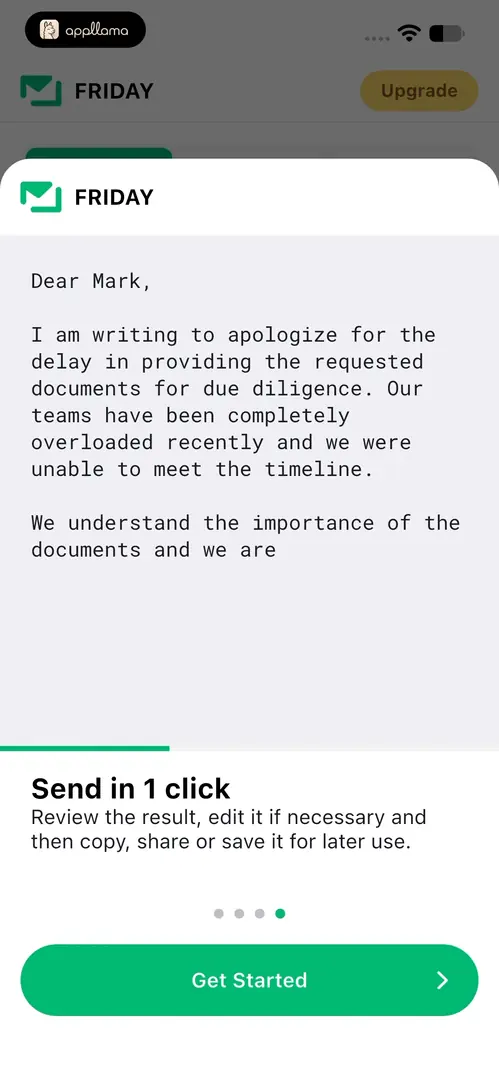 appllama
FRIDAY
Upgrade
FRIDAY
Dear Mark,
I am writing to apologize for the
delay in providing the requested
documents for due diligence. Our
teams have been completely
overloaded recently and we were
unable to meet the timeline.
We understand the importance of the
documents and we are
Send in 1 click
Review the result, edit it if necessary and
then copy, share or save it for later use.
Get Started